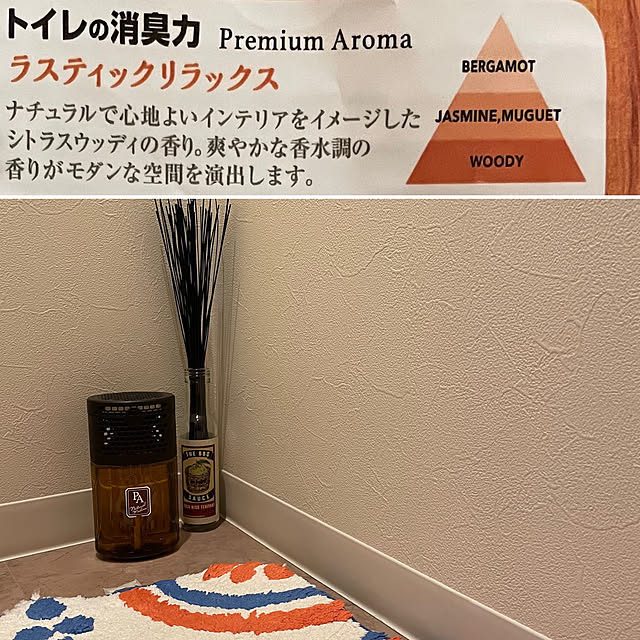 トイレの消臭力 Premium Aroma
ラスティックリラックス
ナチュラルで心地よいインテリアをイメージした
シトラスウッディの香り。爽やかな香水調の
香りがモダンな空間を演出します。
BERGAMOT
JASMINE,MUGUET
WOODY
PA
THE BBQ
SAUCE